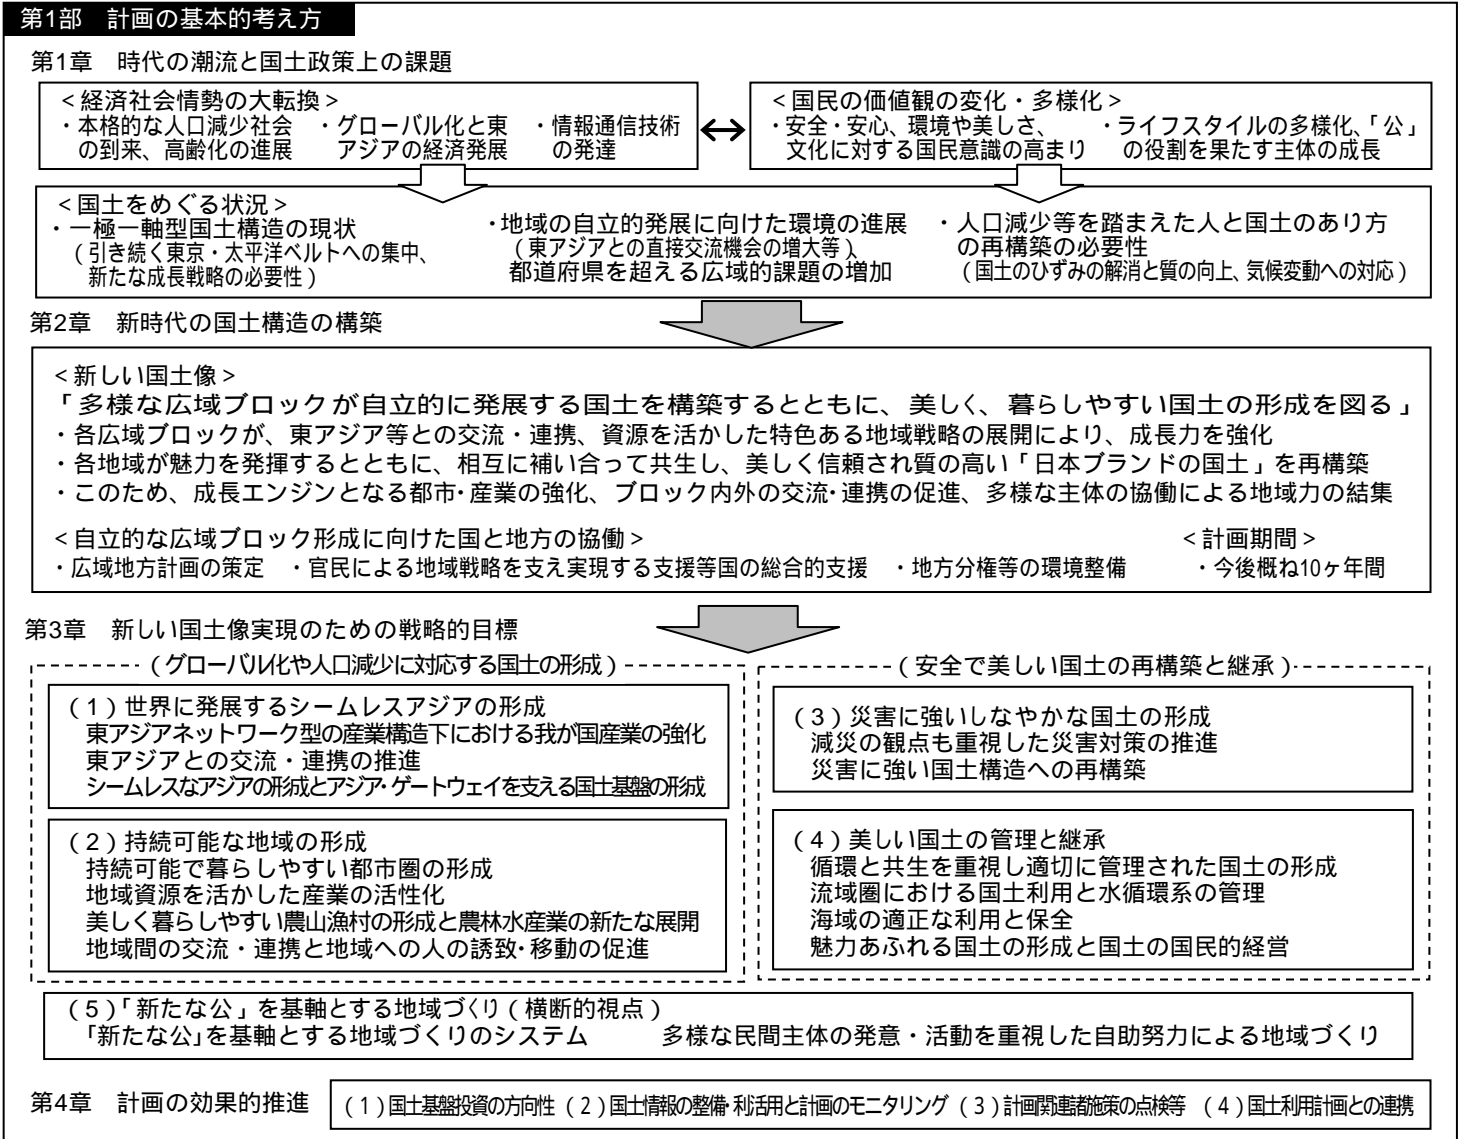 第1部　計画の基本的考え方
第1章　時代の潮流と国土政策上の課題
＜経済社会情勢の大転換＞
・本格的な人口減少社会の到来、高齢化の進展
・グローバル化と東アジアの経済発展
・情報通信技術の発達
＜国民の価値観の変化・多様化＞
・安全・安心、環境や美しさ、文化に対する国民意識の高まり
・ライフスタイルの多様化、「公」の役割を果たす主体の成長
＜国土をめぐる状況＞
・一極一軸型国土構造の現状
（引き続く東京・太平洋ベルトへの集中、
新たな成長戦略の必要性）
・地域の自立的発展に向けた環境の進展
（東アジアとの直接交流機会の増大等）、
都道府県を超える広域的課題の増加
・人口減少等を踏まえた人と国土のあり方
の再構築の必要性
（国土のひずみの解消と質の向上、気候変動への対応）
第2章　新時代の国土構造の構築
＜新しい国土像＞
「多様な広域ブロックが自立的に発展する国土を構築するとともに、美しく、暮らしやすい国土の形成を図る」
・各広域ブロックが、東アジア等との交流・連携、資源を活かした特色ある地域戦略の展開により、成長力を強化
・各地域が魅力を発揮するとともに、相互に補い合って共生し、美しく信頼され質の高い「日本ブランドの国土」を再構築
・このため、成長エンジンとなる都市・産業の強化、ブロック内外の交流・連携の促進、多様な主体の協働による地域力の結集
＜自立的な広域ブロック形成に向けた国と地方の協働＞
・広域地方計画の策定　・官民による地域戦略を支え実現する支援等国の総合的支援　・地方分権等の環境整備
＜計画期間＞
・今後概ね10ヶ年間
第3章　新しい国土像実現のための戦略的目標
（グローバル化や人口減少に対応する国土の形成）
（1）世界に発展するシームレスアジアの形成
東アジアネットワーク型の産業構造下における我が国産業の強化
東アジアとの交流・連携の推進
シームレスなアジアの形成とアジア・ゲートウェイを支える国土基盤の形成
（2）持続可能な地域の形成
持続可能で暮らしやすい都市圏の形成
地域資源を活かした産業の活性化
美しく暮らしやすい農山漁村の形成と農林水産業の新たな展開
地域間の交流・連携と地域への人の誘致・移動の促進
（安全で美しい国土の再構築と継承）
（3）災害に強いしなやかな国土の形成
減災の観点も重視した災害対策の推進
災害に強い国土構造への再構築
（4）美しい国土の管理と継承
循環と共生を重視し適切に管理された国土の形成
流域圏における国土利用と水循環系の管理
海域の適正な利用と保全
魅力あふれる国土の形成と国土の国民的経営
（5）「新たな公」を基軸とする地域づくり（横断的視点）
「新たな公」を基軸とする地域づくりのシステム　多様な民間主体の発意・活動を重視した自助努力による地域づくり
第4章　計画の効果的推進
（1）国土基盤投資の方向性（2）国土情報の整備・利活用と計画のモニタリング（3）計画関連諸施策の点検等（4）国土利用計画との連携